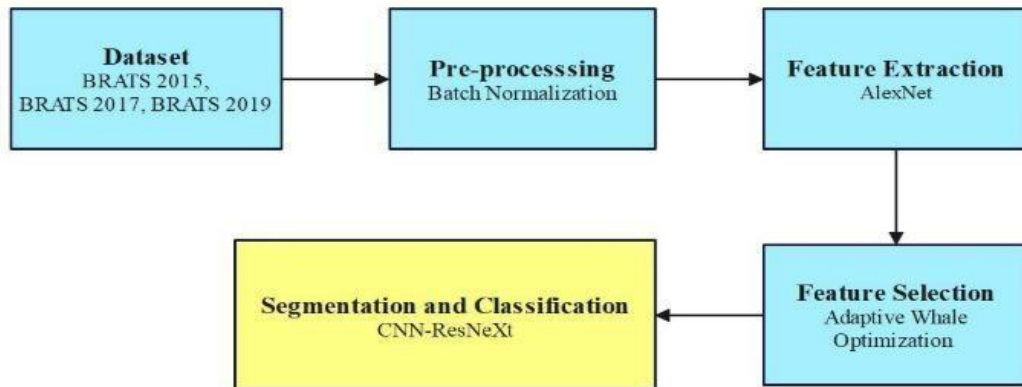 Dataset
BRATS 2015,
BRATS 2017, BRATS 2019
Pre-processsing
Batch Normalization
Feature Extraction
AlexNet
Feature Selection
Adaptive Whale
Optimization
Segmentation and Classification
CNN-ResNeXt